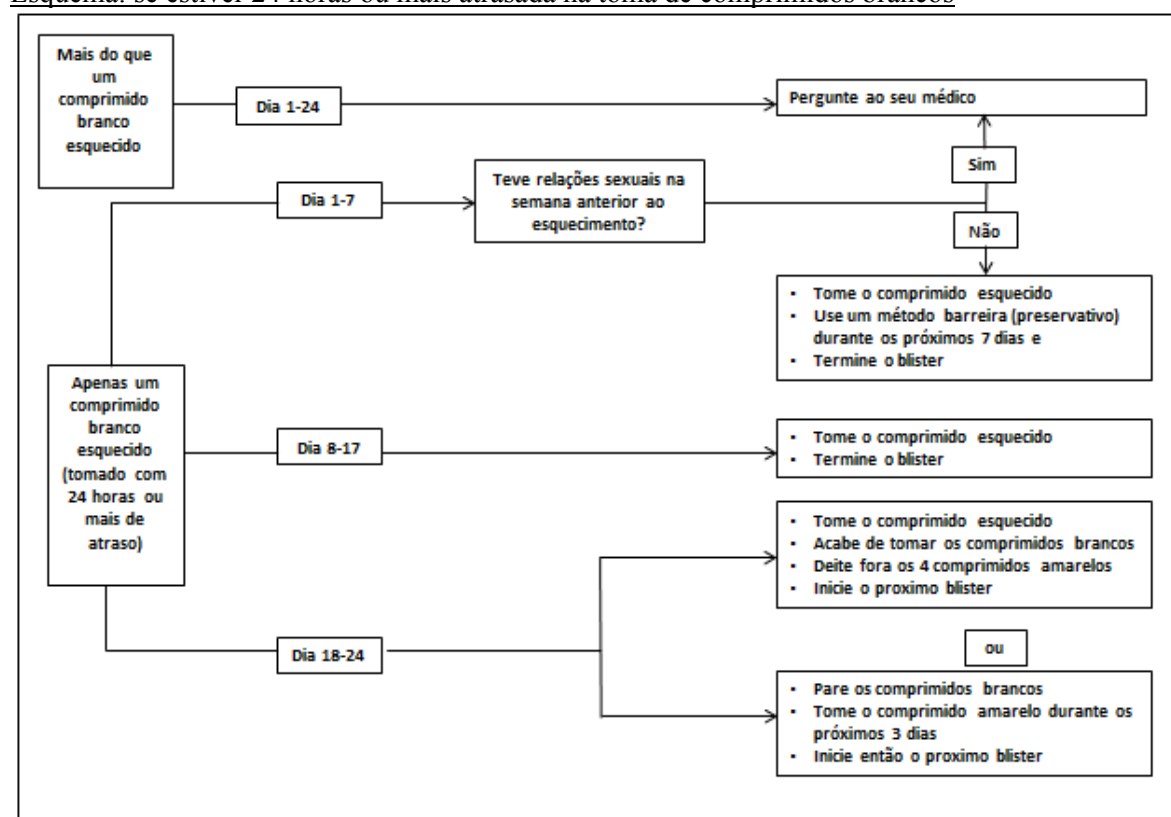 Esquema: se estiver 24 horas ou mais atrasada na toma de comprimidos brancos
Mais do que
um
comprimido
branco
esquecido
Dia 1-24
Pergunte ao seu médico
Sim
Dia 1-7
Teve relações sexuais na
semana anterior ao
esquecimento?
Não
• Tome o comprimido esquecido
• Use um método barreira (preservativo)
durante os próximos 7 dias e
• Termine o blister
Apenas um
comprimido
branco
esquecido
(tomado com
24 horas ou
mais de
atraso)
Dia 8-17
• Tome o comprimido esquecido
• Termine o blister
• Tome o comprimido esquecido
• Acabe de tomar os comprimidos brancos
• Deite fora os 4 comprimidos amarelos
• Inicie o proximo blister
Dia 18-24
ou
• Pare os comprimidos brancos
• Tome o comprimido amarelo durante os
próximos 3 dias
• Inicie então o proximo blister